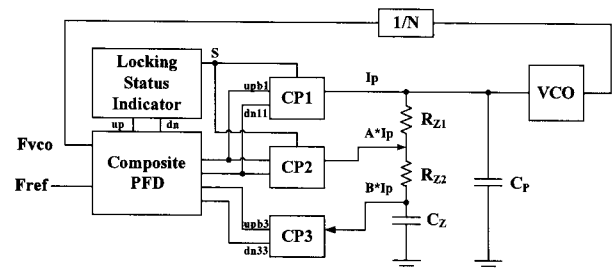 1/N
Locking
Status
Indicator
S
upb1
dn11
CP1
Ip
VCO
up
dn
RZ1
Fvco
Composite
PFD
CP2
A*Ip
Fref
RZ2
B*Ip
CP
upb3
dn33
CP3
CZ